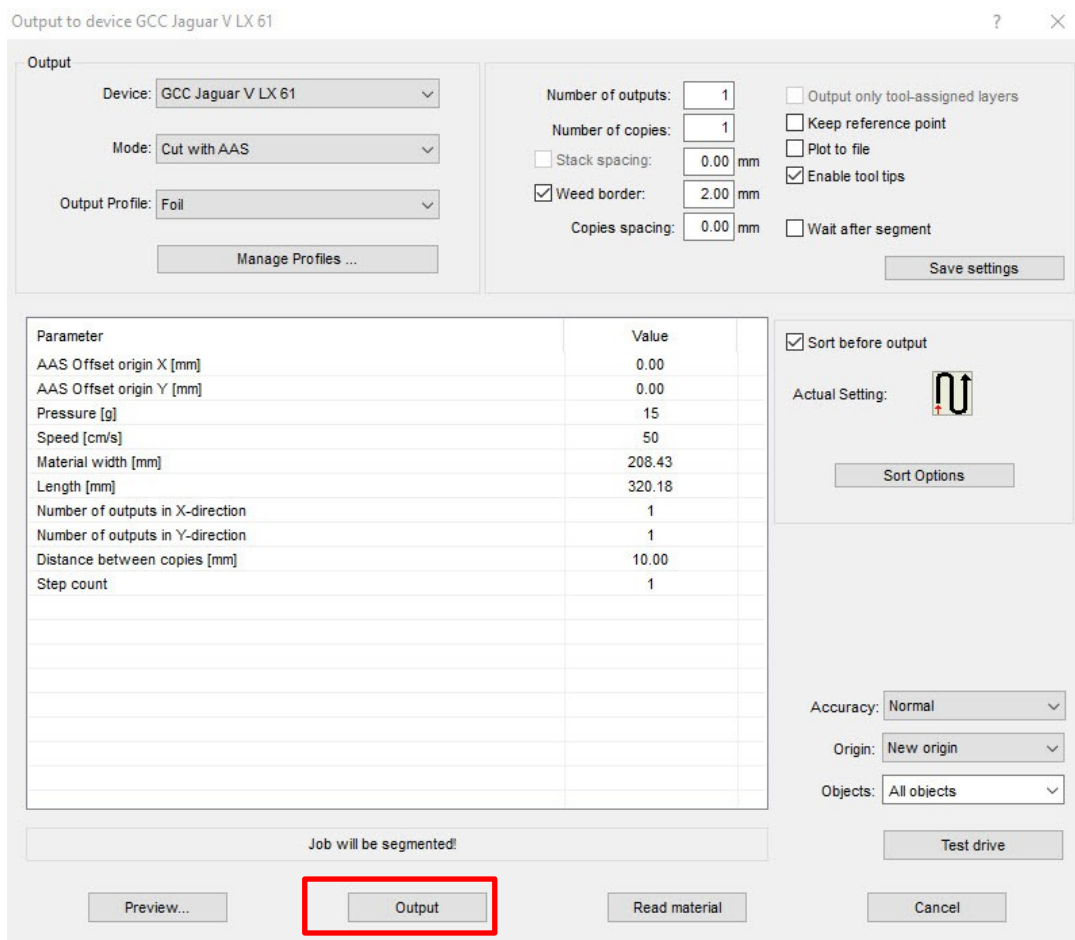 Output to device GCC Jaguar V LX 61
?
Output
Device: GCC Jaguar V LX 61
Mode: Cut with AAS
Output Profile: Foil
Manage Profiles ...
Number of outputs: 1
Number of copies: 1
Stack spacing: 0.00 mm
Weed border: 2.00 mm
Copies spacing: 0.00 mm
Output only tool-assigned layers
Keep reference point
Plot to file
Enable tool tips
Wait after segment
Save settings
Parameter Value
AAS Offset origin X [mm] 0.00
AAS Offset origin Y [mm] 0.00
Pressure [g] 15
Speed [cm/s] 50
Material width [mm] 208.43
Length [mm] 320.18
Number of outputs in X-direction 1
Number of outputs in Y-direction 1
Distance between copies [mm] 10.00
Step count 1
Sort before output
Actual Setting:
Sort Options
Accuracy: Normal
Origin: New origin
Objects: All objects
Job will be segmented!
Test drive
Preview... Output Read material Cancel